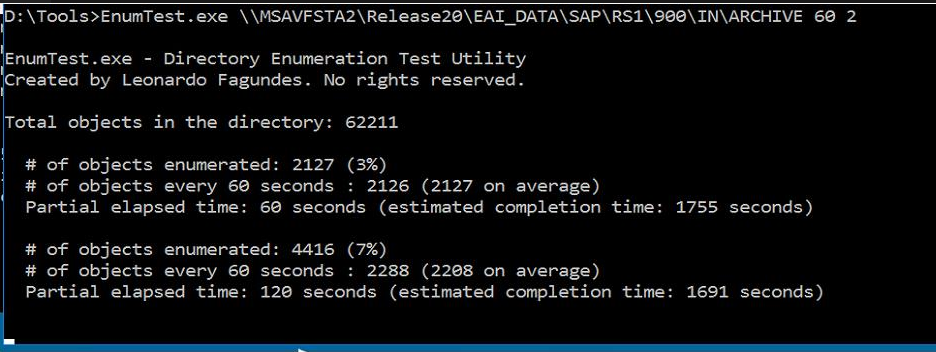 D:\Tools>EnumTest.exe \\MSAVFSTA2\Release20\EAI_DATA\SAP\RS1\900\IN\ARCHIVE 60 2
EnumTest.exe - Directory Enumeration Test Utility
Created by Leonardo Fagundes. No rights reserved.
Total objects in the directory: 62211
# of objects enumerated: 2127 (3%)
# of objects every 60 seconds : 2126 (2127 on average)
Partial elapsed time: 60 seconds (estimated completion time: 1755 seconds)
# of objects enumerated: 4416 (7%)
# of objects every 60 seconds : 2288 (2208 on average)
Partial elapsed time: 120 seconds (estimated completion time: 1691 seconds)